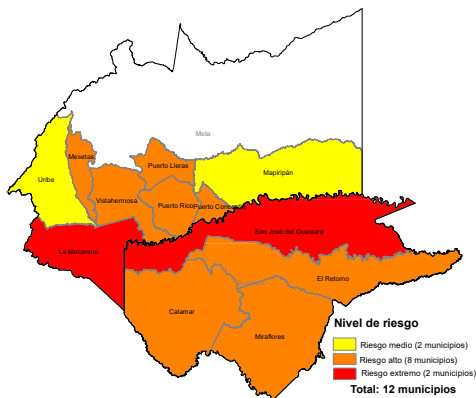 Meta
Mesetas
Puerto Lleras
Uribe
Mapiripán
Vistahermosa
Puerto Rico
Puerto Concordia
San José del Guaviare
La Macarena
El Retorno
Calamar
Miraflores
Nivel de riesgo
Riesgo medio (2 municipios)
Riesgo alto (8 municipios)
Riesgo extremo (2 municipios)
Total: 12 municipios